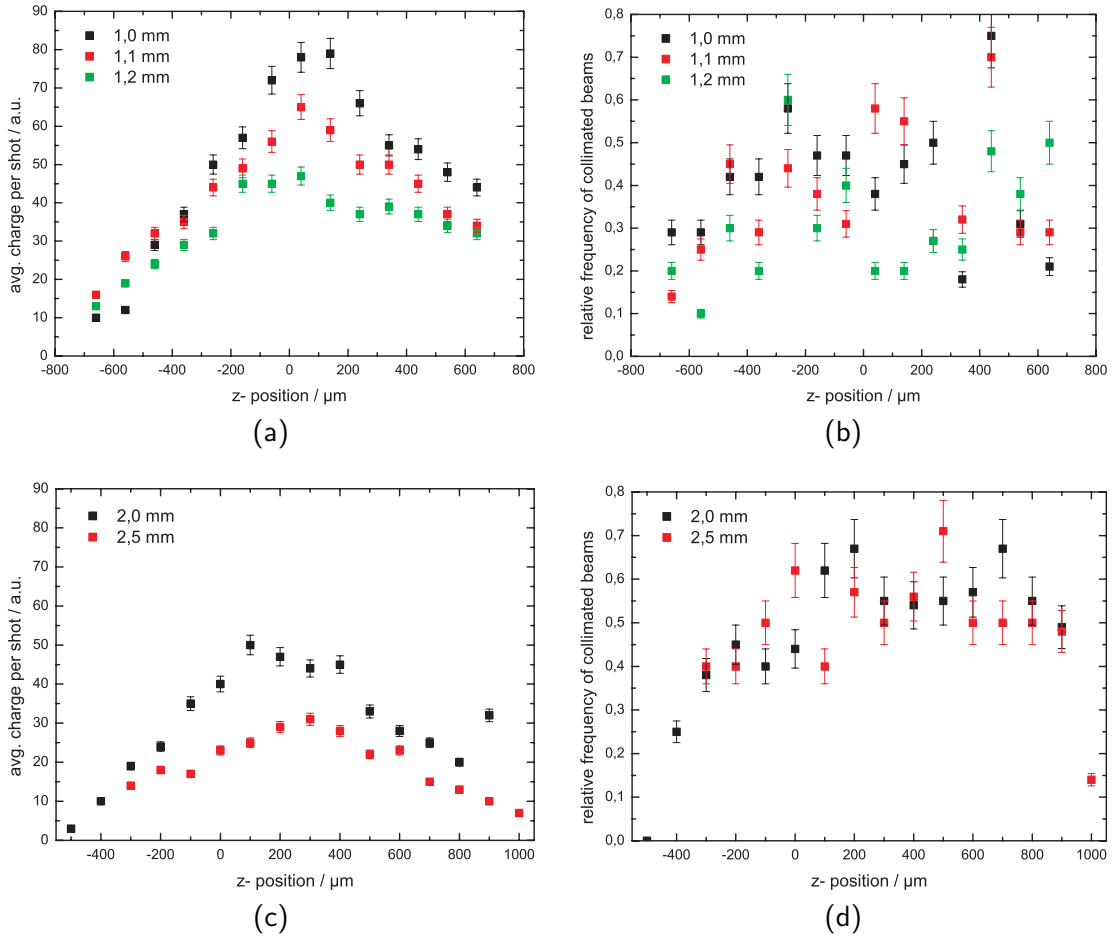 90
80
70
60
50
40
30
20
10
0
avg. charge per shot / a.u.
1,0 mm
1,1 mm
1,2 mm
-800 -600 -400 -200 0 200 400 600 800
z- position / µm
(a)
0,8
0,7
0,6
0,5
0,4
0,3
0,2
0,1
0,0
relative frequency of collimated beams
1,0 mm
1,1 mm
1,2 mm
-800 -600 -400 -200 0 200 400 600 800
z- position / µm
(b)
90
80
70
60
50
40
30
20
10
0
avg. charge per shot / a.u.
2,0 mm
2,5 mm
-400 -200 0 200 400 600 800 1000
z- position / µm
(c)
0,8
0,7
0,6
0,5
0,4
0,3
0,2
0,1
0,0
relative frequency of collimated beams
2,0 mm
2,5 mm
-400 -200 0 200 400 600 800 1000
z- position / µm
(d)